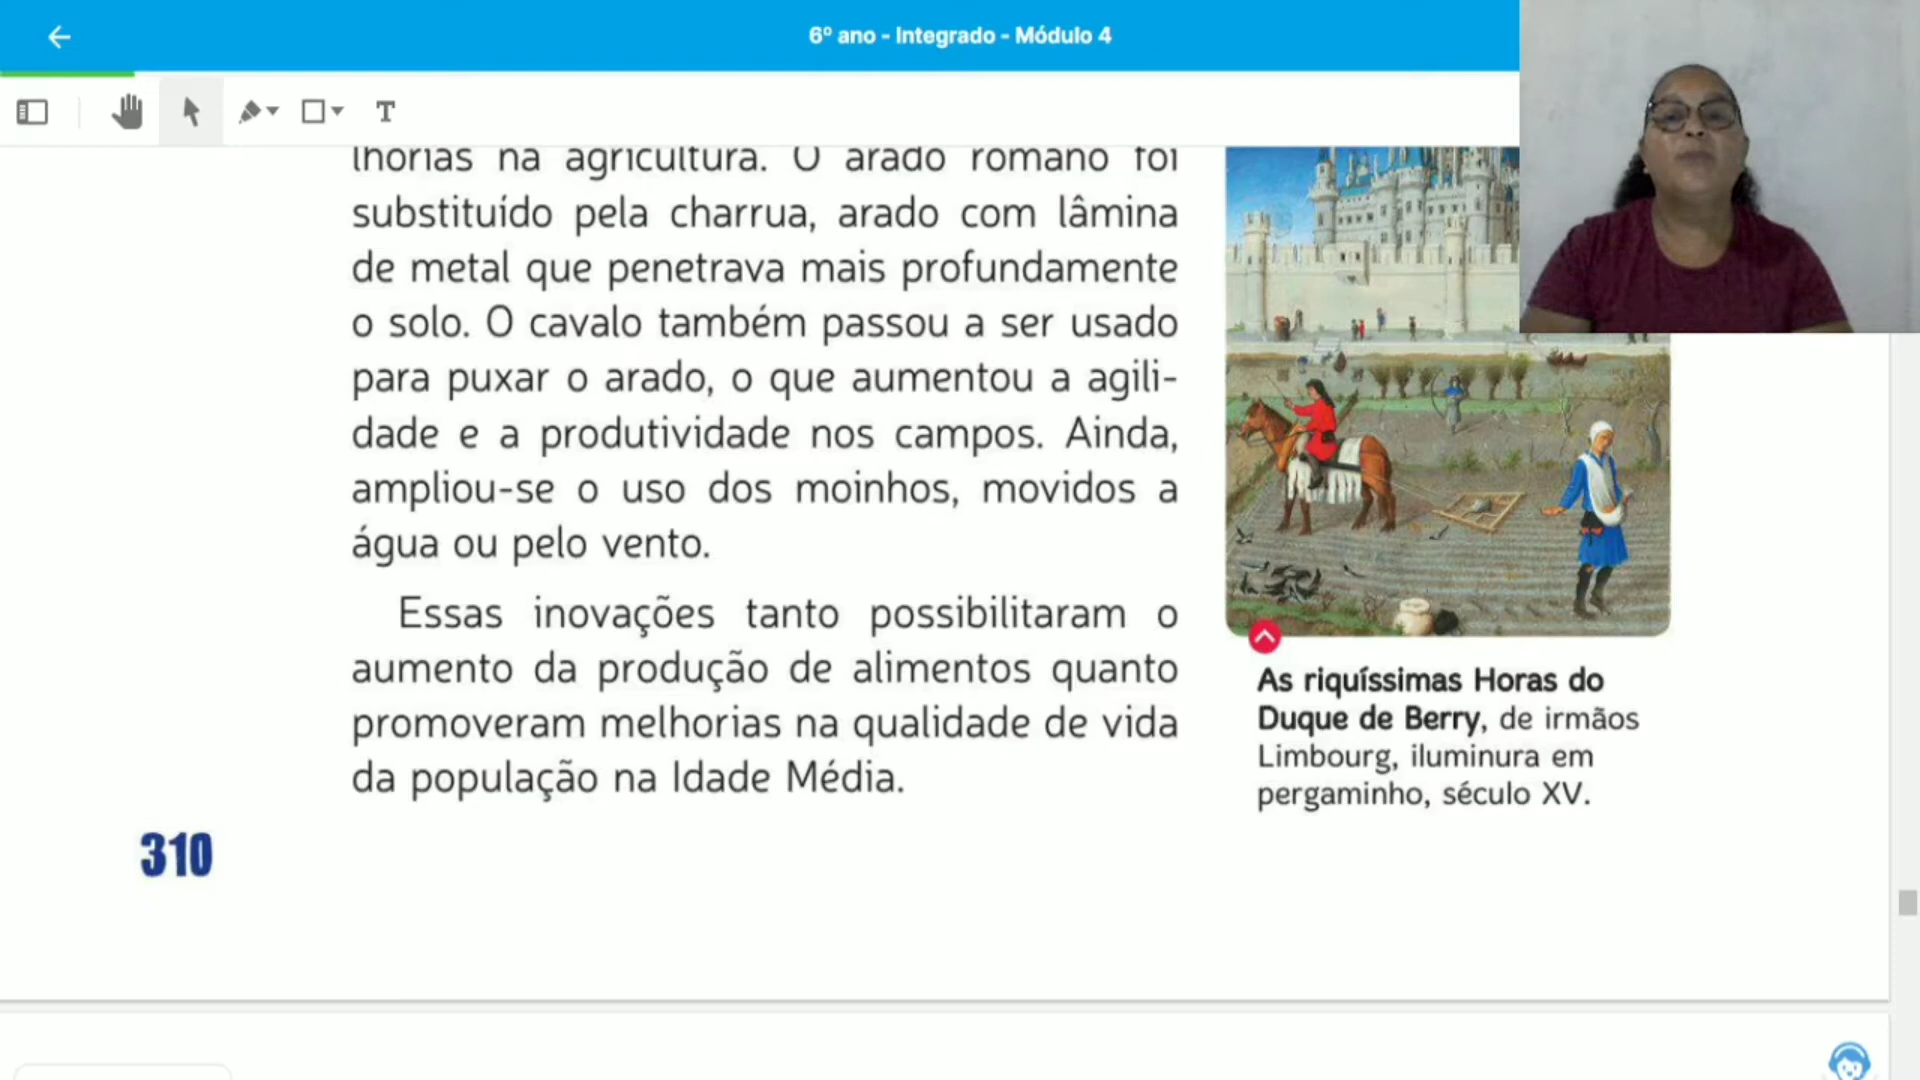 6º ano - Integrado - Módulo 4
T
lhorias na agricultura. O arado romano foi
substituído pela charrua, arado com lâmina
de metal que penetrava mais profundamente
o solo. O cavalo também passou a ser usado
para puxar o arado, o que aumentou a agili-
dade e a produtividade nos campos. Ainda,
ampliou-se o uso dos moinhos, movidos a
água ou pelo vento.
Essas inovações tanto possibilitaram o
aumento da produção de alimentos quanto
promoveram melhorias na qualidade de vida
da população na Idade Média.
As riquíssimas Horas do
Duque de Berry, de irmãos
Limbourg, iluminura em
pergaminho, século XV.
310